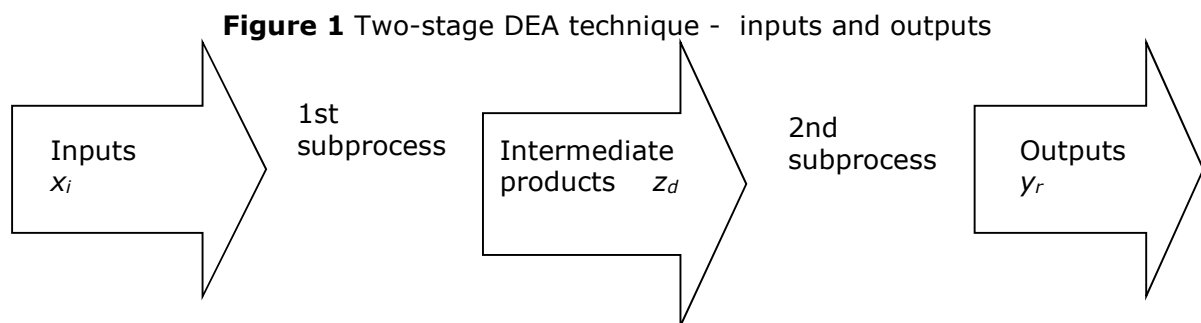 Figure 1 Two-stage DEA technique - inputs and outputs
Inputs
xi
1st
subprocess
Intermediate
products zd
2nd
subprocess
Outputs
yr